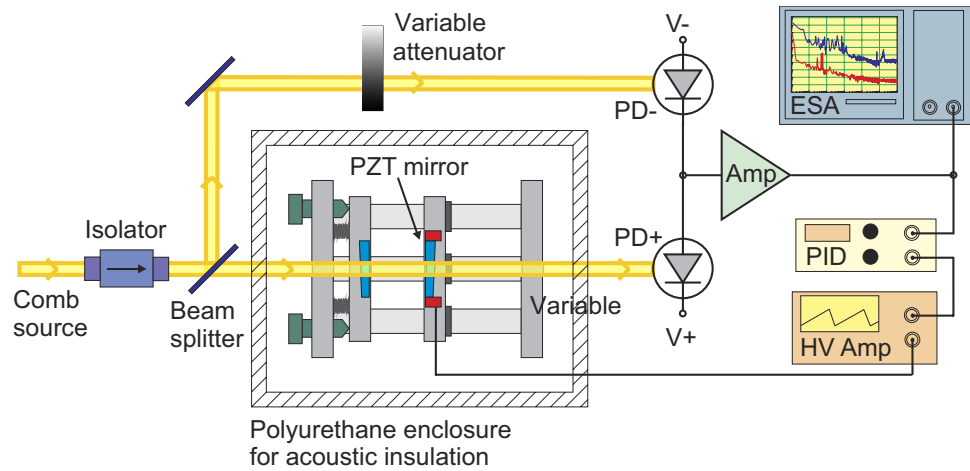 Variable
attenuator
V-
PD-
ESA
PZT mirror
Amp
Isolator
PD+
PID
Comb
source
Beam
splitter
Variable
V+
HV Amp
Polyurethane enclosure
for acoustic insulation